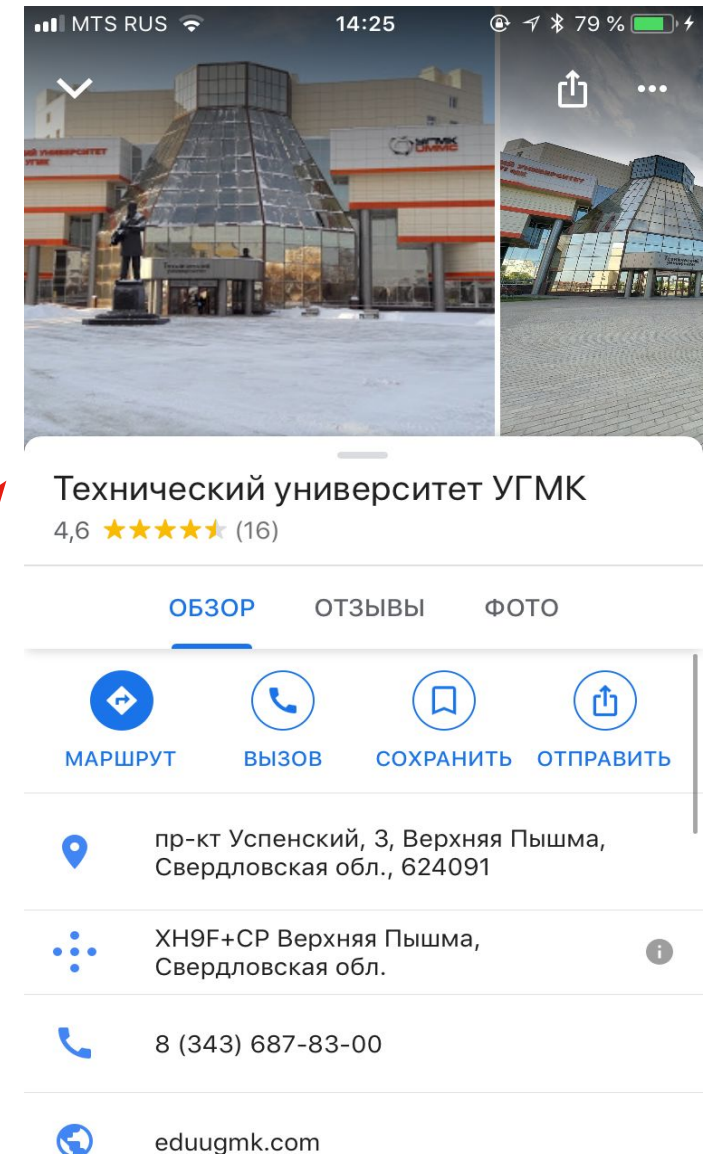 MTS RUS 14:25 79 %
УГМК
UMMC
Технический университет УГМК
4,6 (16)
ОБЗОР ОТЗЫВЫ ФОТО
МАРШРУТ ВЫЗОВ СОХРАНИТЬ ОТПРАВИТЬ
пр-кт Успенский, 3, Верхняя Пышма,
Свердловская обл., 624091
XH9F+CP Верхняя Пышма,
Свердловская обл.
8 (343) 687-83-00
eduugmk.com